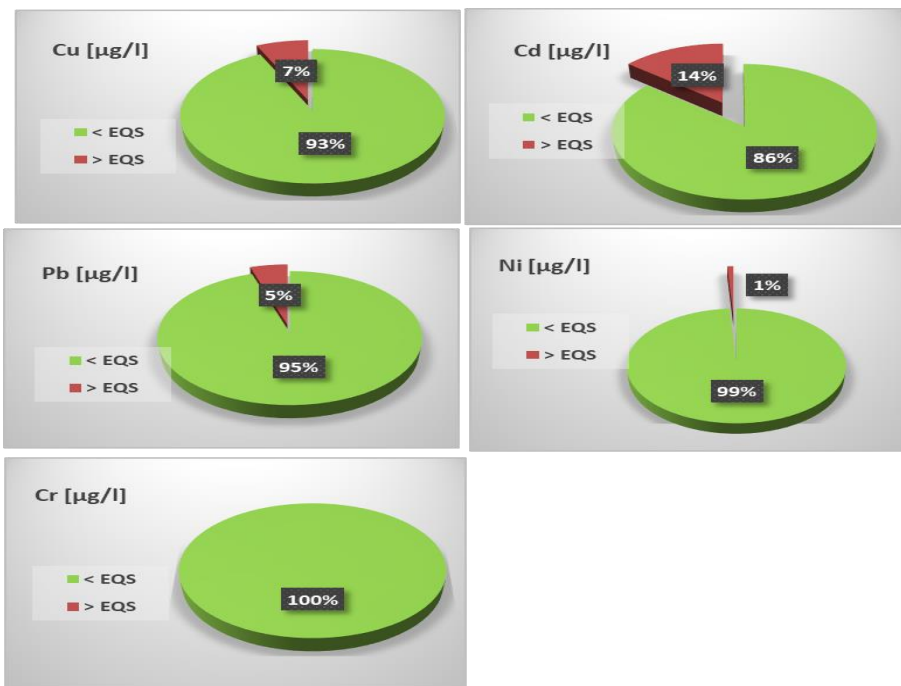 Cu [µg/l]
7%
< EQS
> EQS
93%
Cd [µg/l]
14%
< EQS
> EQS
86%
Pb [µg/l]
5%
< EQS
> EQS
95%
Ni [µg/l]
1%
< EQS
> EQS
99%
Cr [µg/l]
< EQS
> EQS
100%